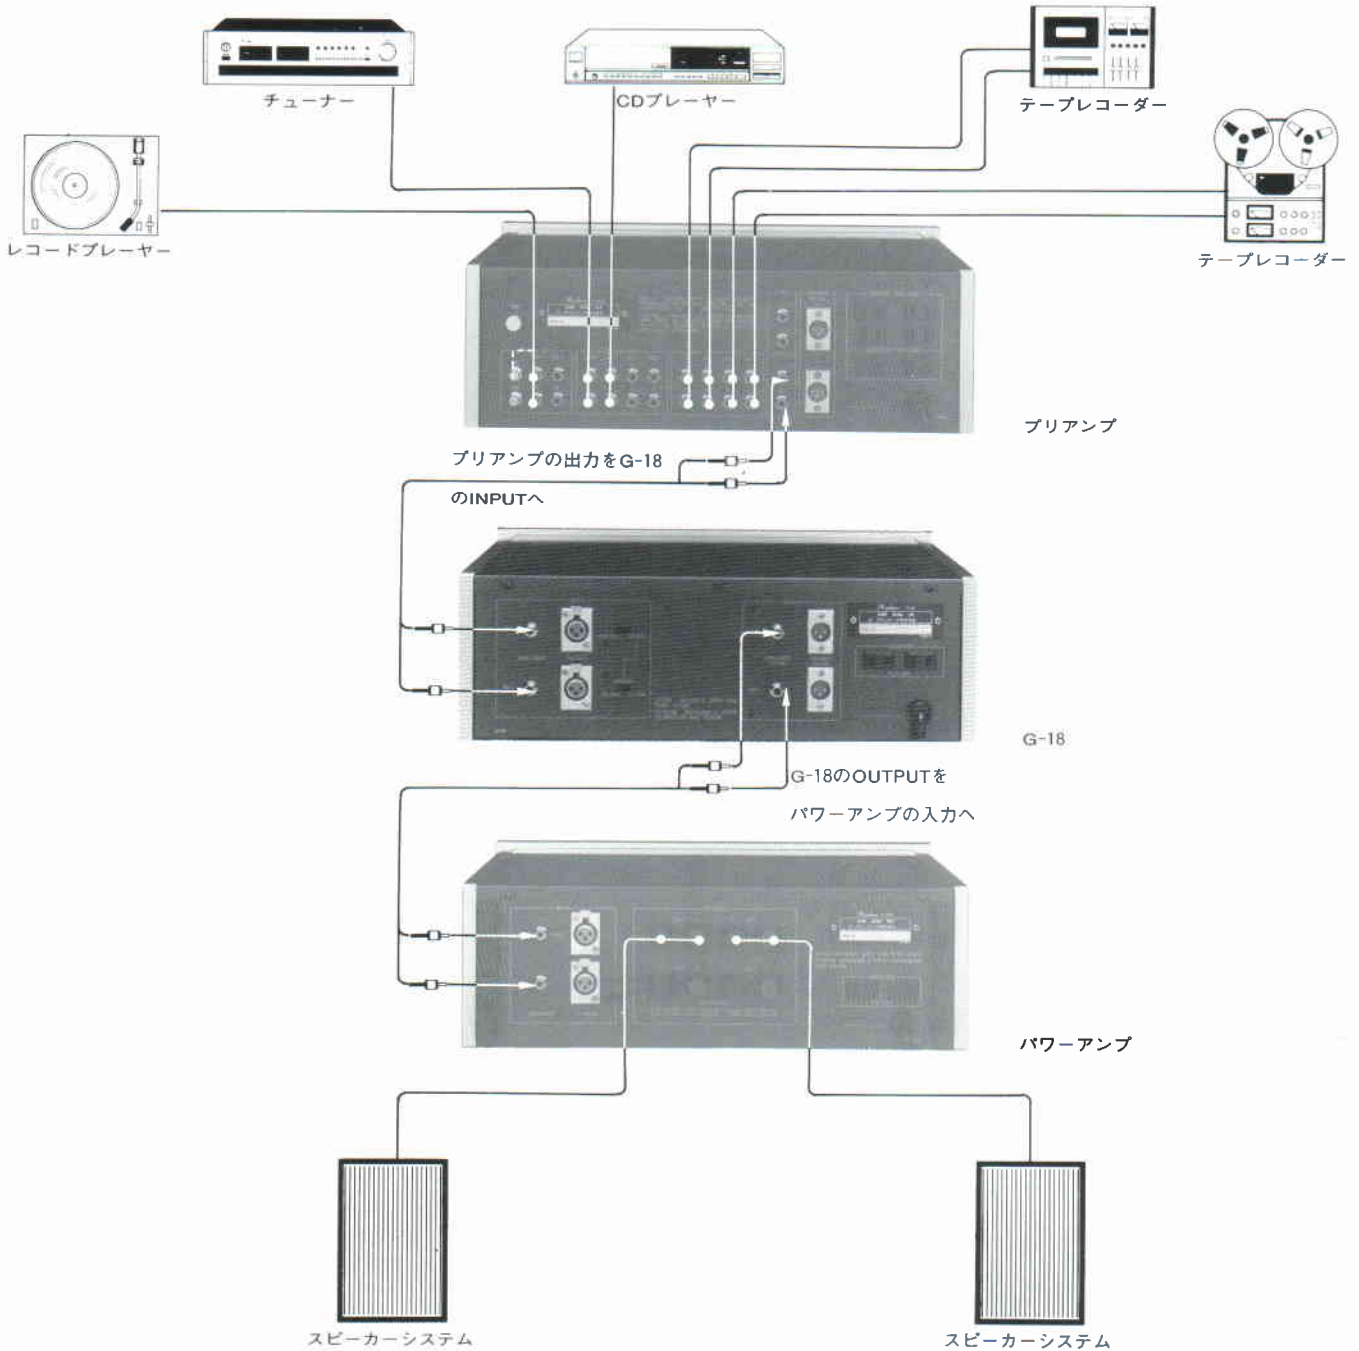 チューナー
CDプレーヤー
テープレコーダー
レコードプレーヤー
テープレコーダー
プリアンプ
プリアンプの出力をG-18
のINPUTへ
G-18
G-18のOUTPUTを
パワーアンプの入力へ
パワーアンプ
スピーカーシステム
スピーカーシステム